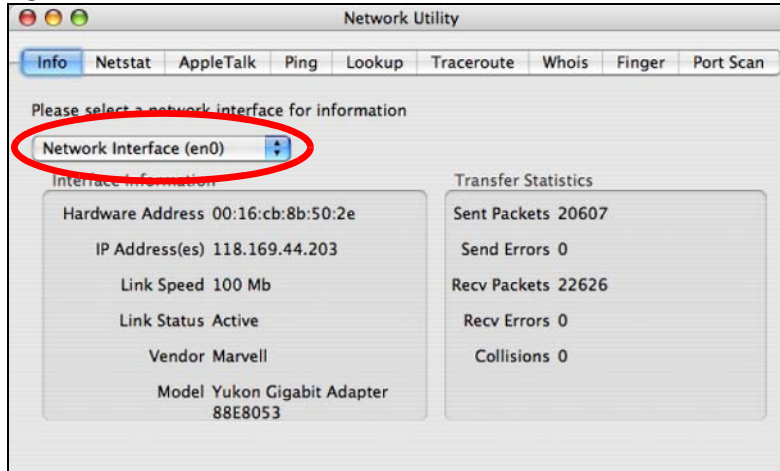 Network Utility
Info Netstat AppleTalk Ping Lookup Traceroute Whois Finger Port Scan
Please select a network interface for information
Network Interface (en0)
Interface Information
Hardware Address 00:16:cb:8b:50:2e
IP Address(es) 118.169.44.203
Link Speed 100 Mb
Link Status Active
Vendor Marvell
Model Yukon Gigabit Adapter
88E8053
Transfer Statistics
Sent Packets 20607
Send Errors 0
Recv Packets 22626
Recv Errors 0
Collisions 0